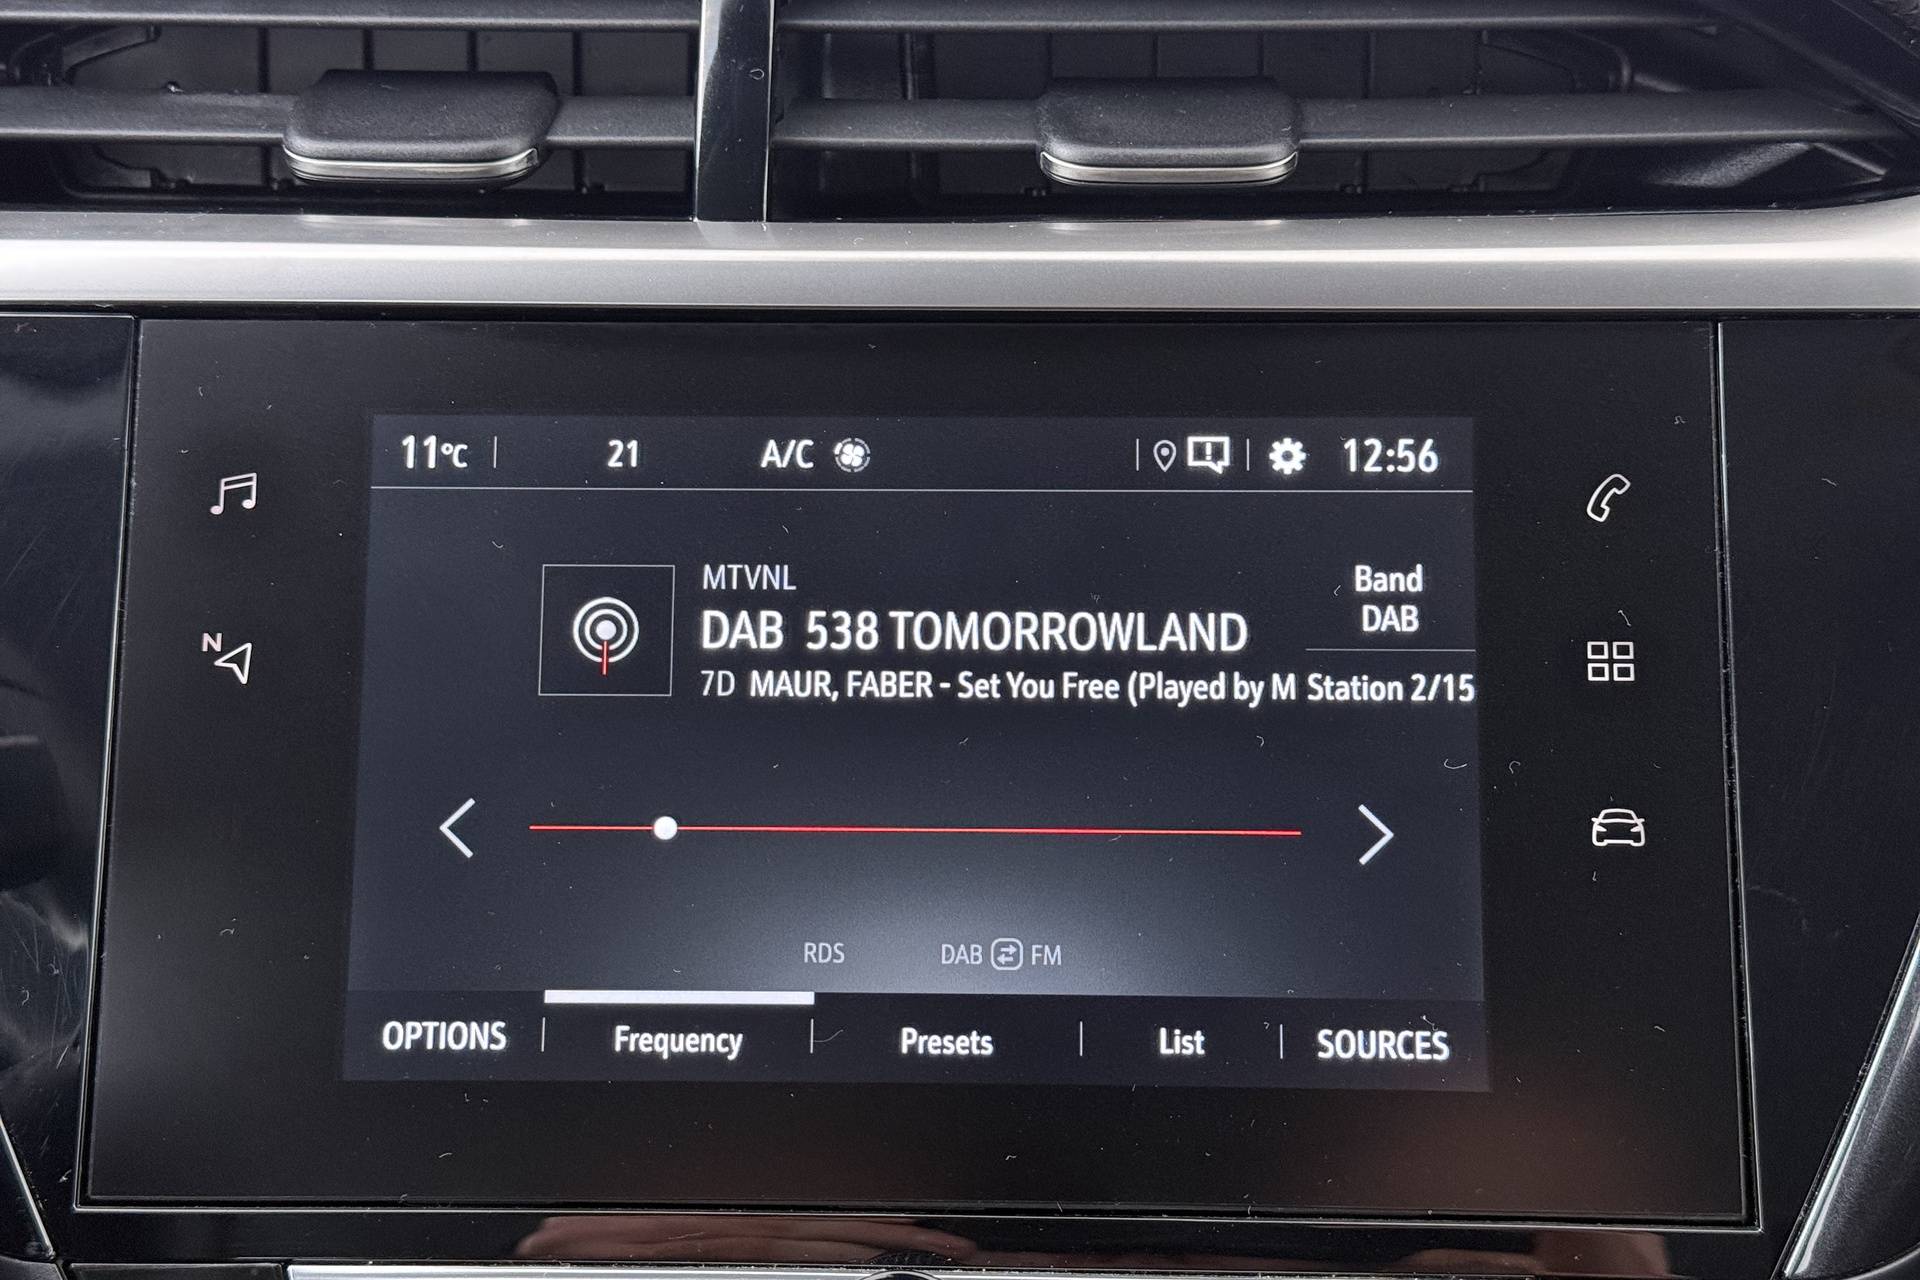 11°C 21 A/C 12:56
N
MTVNL
DAB 538 TOMORROWLAND
7D MAUR, FABER - Set You Free (Played by M
Band
DAB
Station 2/15
RDS DAB FM
OPTIONS Frequency Presets List SOURCES